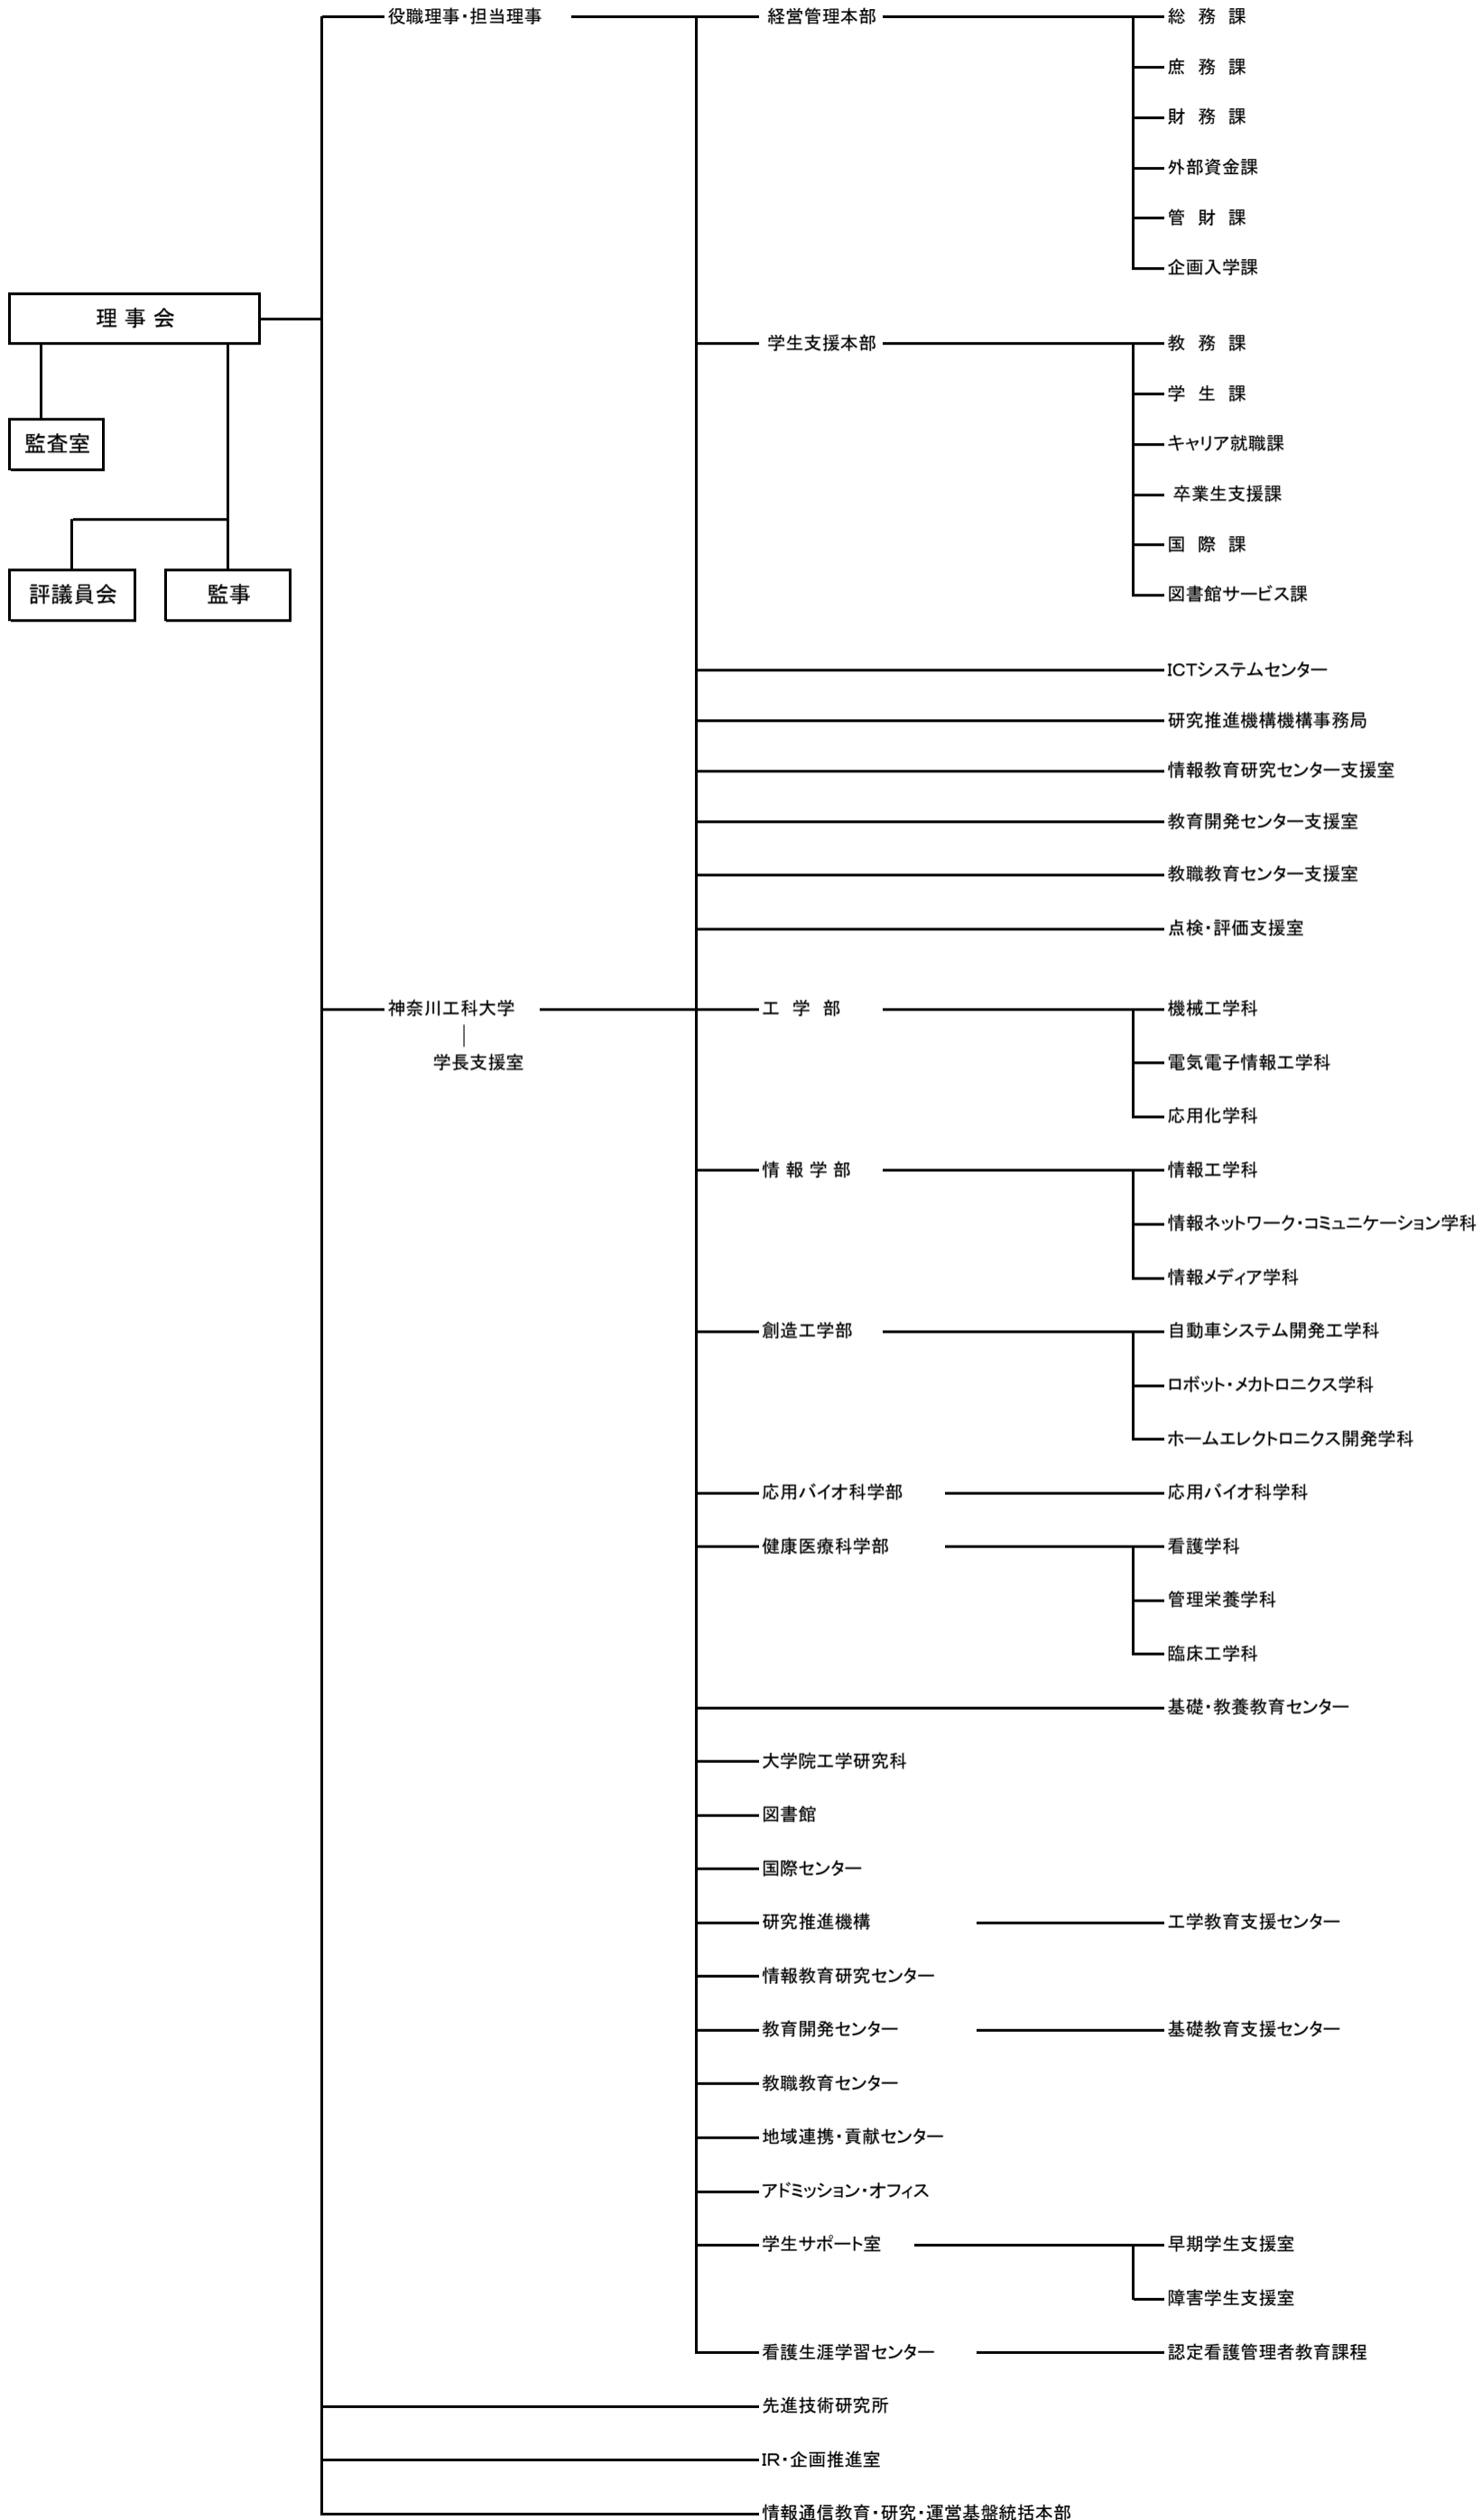 役職理事・担当理事
経営管理本部
総務課
庶務課
財務課
外部資金課
管財課
企画入学課
理事会
学生支援本部
教務課
学生課
キャリア就職課
監査室
卒業生支援課
国際課
評議員会
監事
図書館サービス課
ICTシステムセンター
研究推進機構機構事務局
情報教育研究センター支援室
教育開発センター支援室
教職教育センター支援室
点検・評価支援室
神奈川工科大学
学長支援室
工学部
機械工学科
電気電子情報工学科
応用化学科
情報学部
情報工学科
情報ネットワーク・コミュニケーション学科
情報メディア学科
創造工学部
自動車システム開発工学科
ロボット・メカトロニクス学科
ホームエレクトロニクス開発学科
応用バイオ科学部
応用バイオ科学科
健康医療科学部
看護学科
管理栄養学科
臨床工学科
基礎・教養教育センター
大学院工学研究科
図書館
国際センター
研究推進機構
工学教育支援センター
情報教育研究センター
教育開発センター
基礎教育支援センター
教職教育センター
地域連携・貢献センター
アドミッション・オフィス
学生サポート室
早期学生支援室
障害学生支援室
看護生涯学習センター
認定看護管理者教育課程
先進技術研究所
IR・企画推進室
情報通信教育・研究・運営基盤統括本部